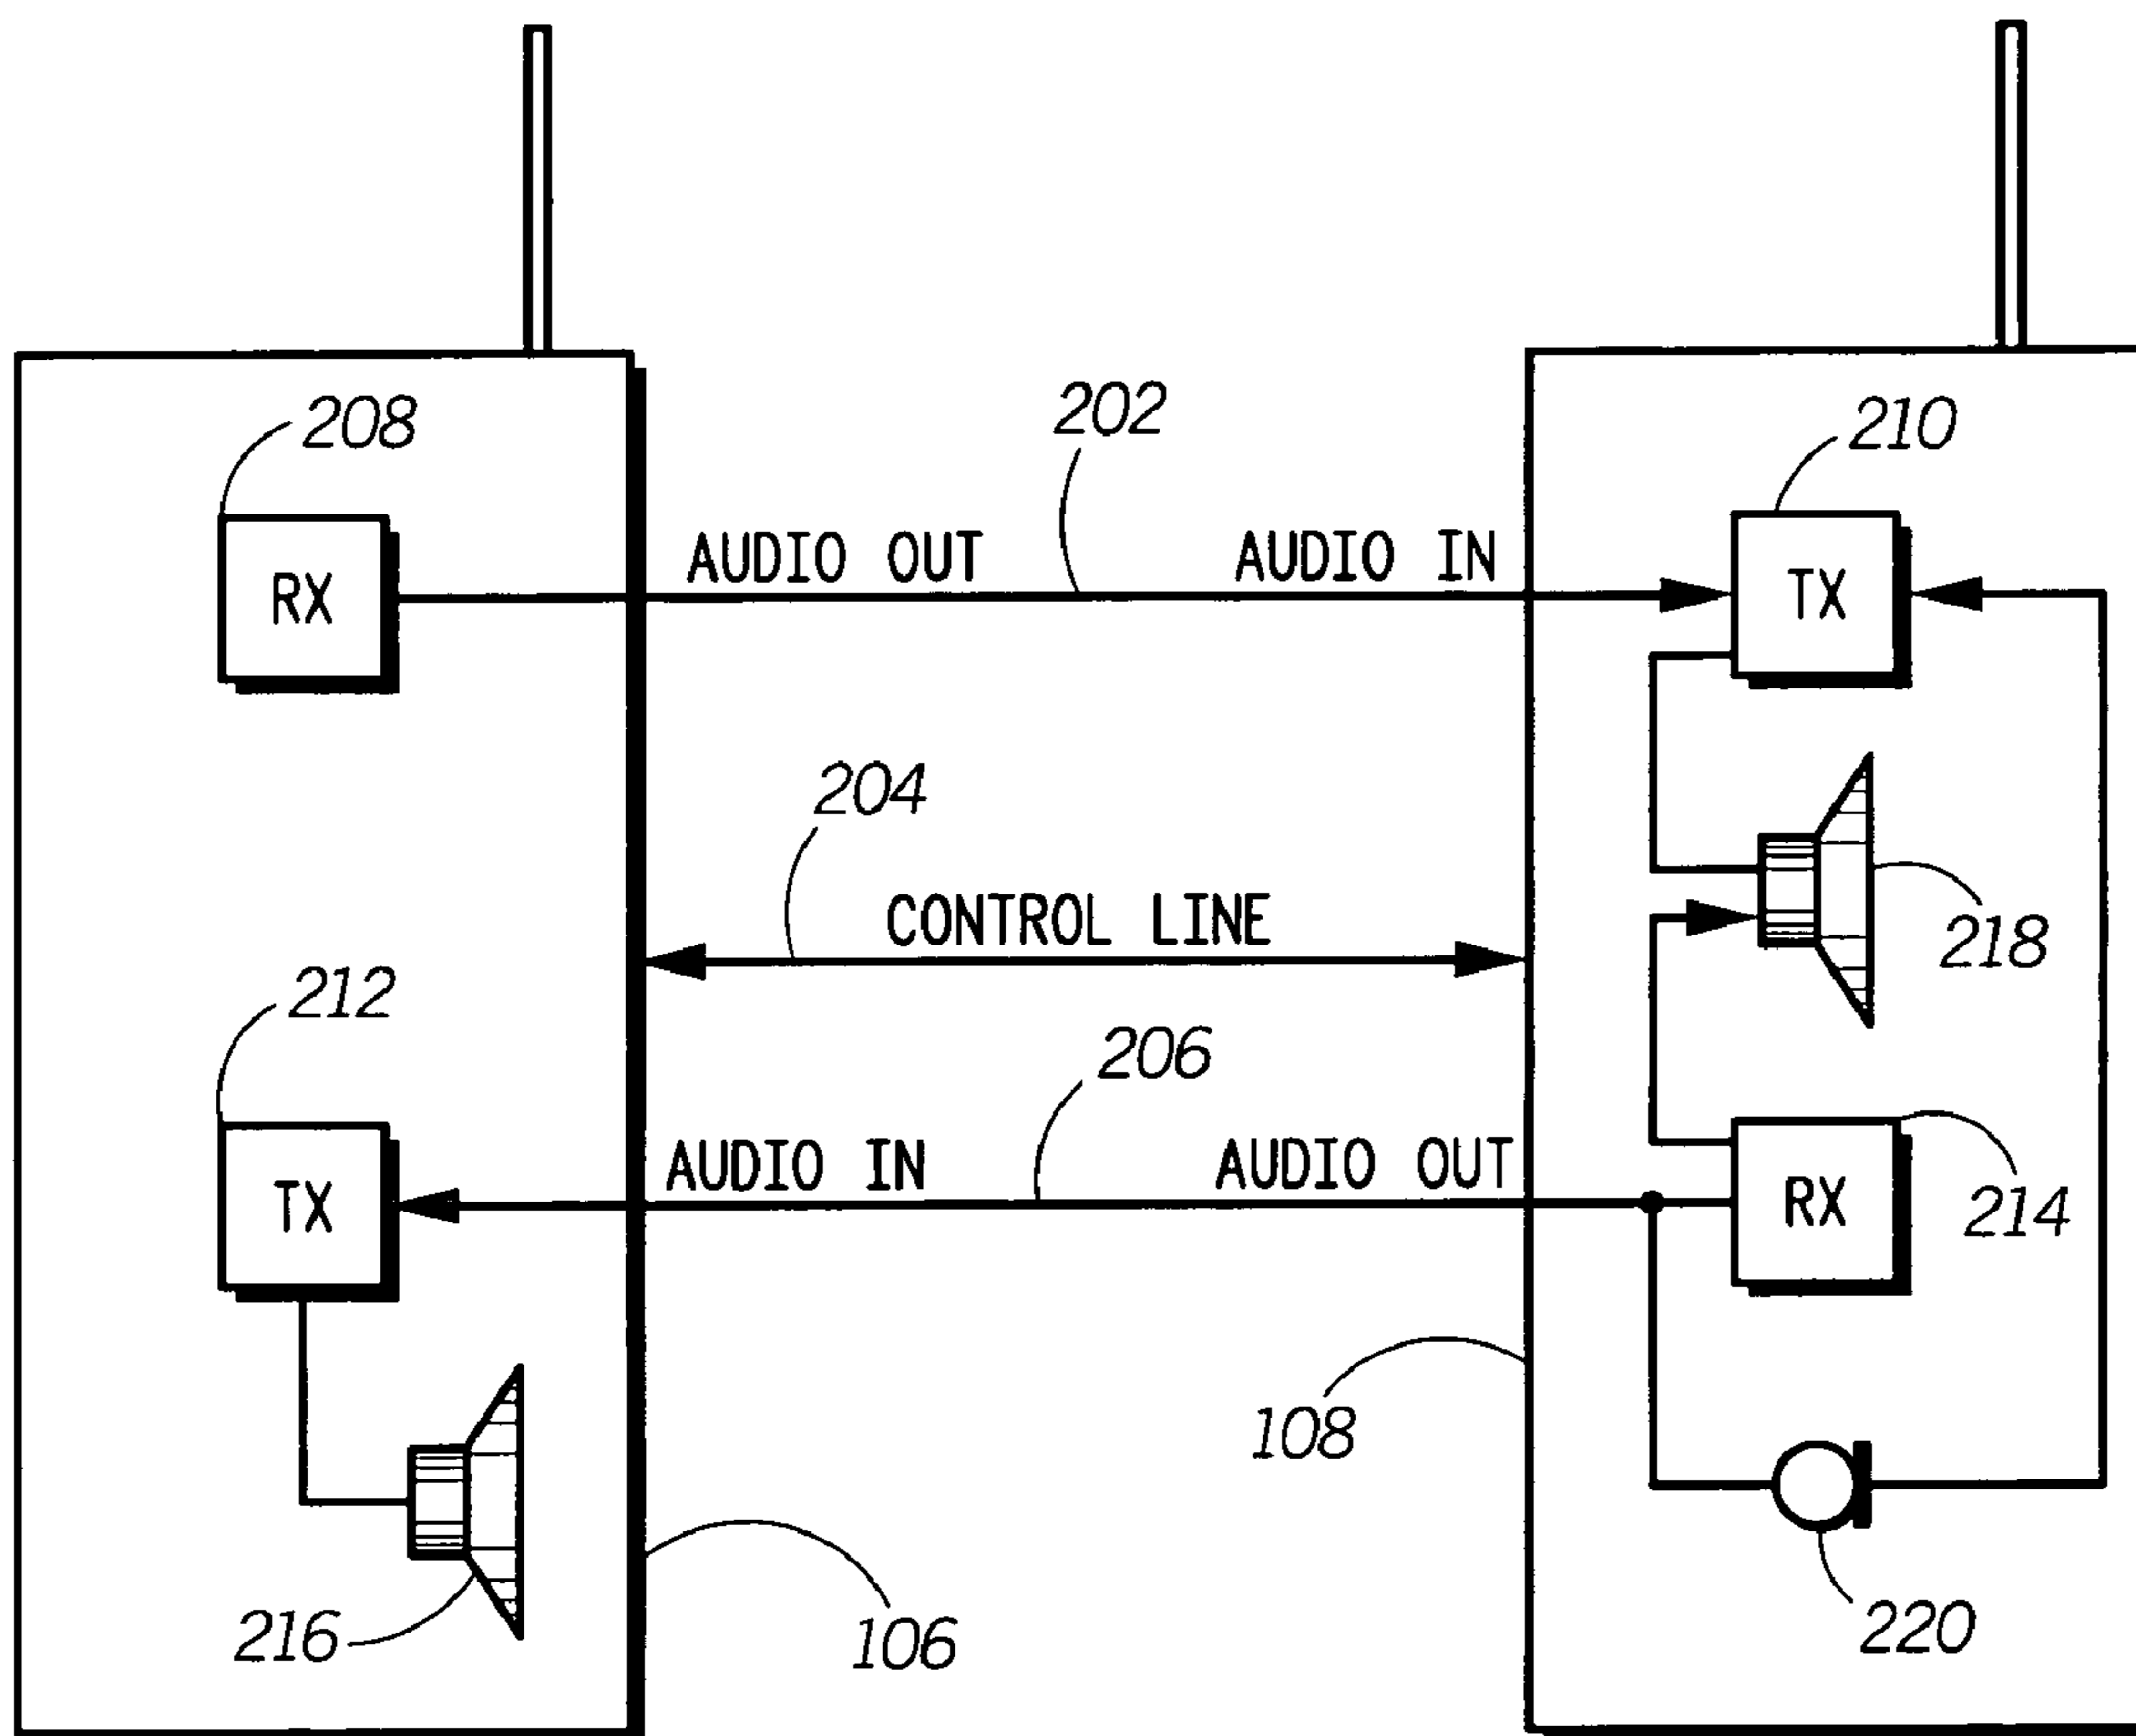 208
202
210
AUDIO OUT
AUDIO IN
RX
TX
204
CONTROL LINE
218
212
206
AUDIO IN
AUDIO OUT
TX
RX
214
108
216
106
220